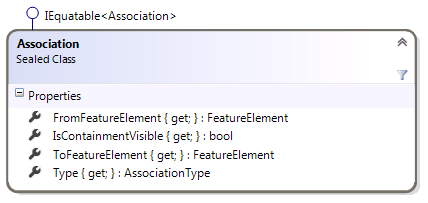 IEquatable<Association>
Association
Sealed Class
Properties
FromFeatureElement { get; } : FeatureElement
IsContainmentVisible { get; } : bool
ToFeatureElement { get; } : FeatureElement
Type { get; } : AssociationType